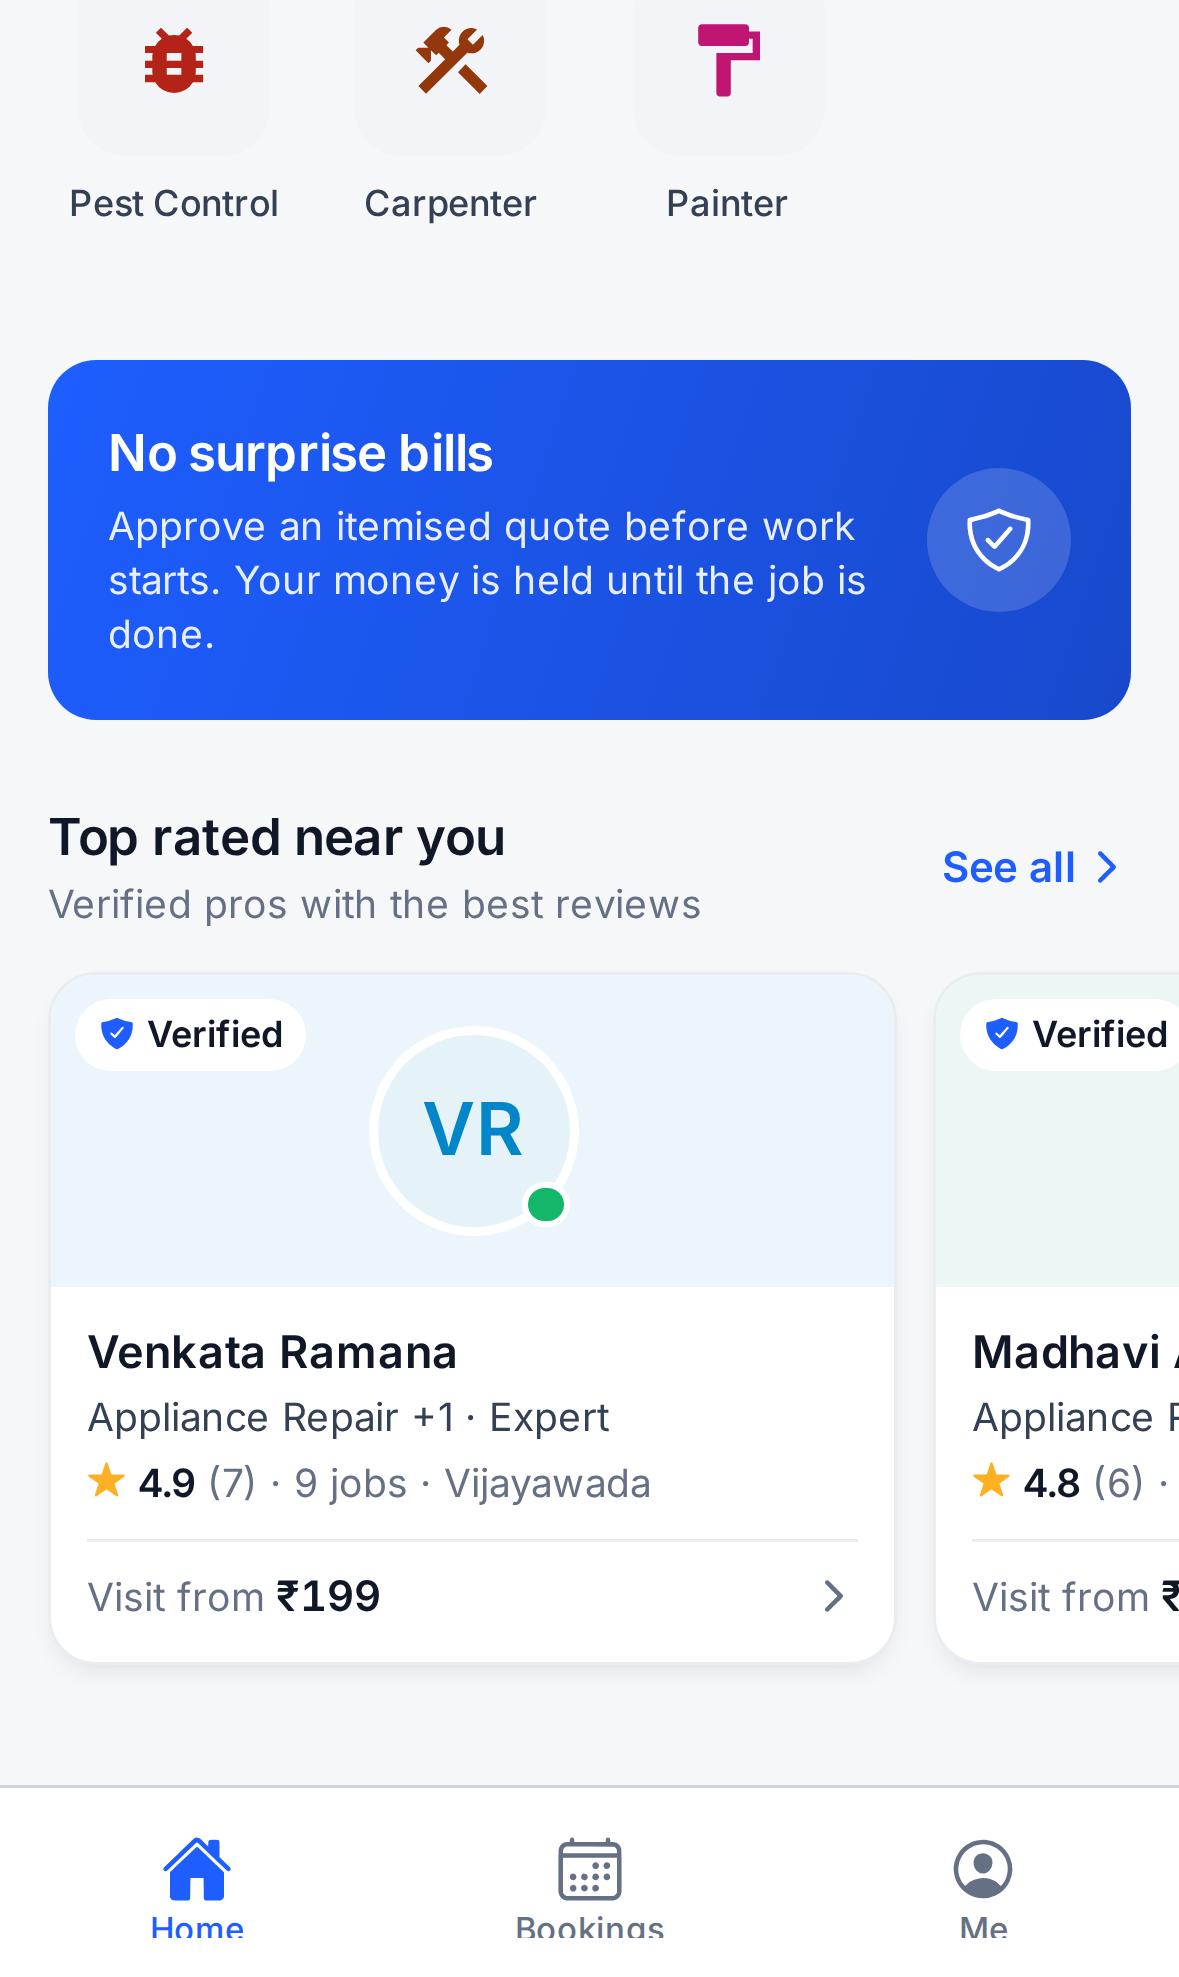 Pest Control
Carpenter
Painter
No surprise bills
Approve an itemised quote before work
starts. Your money is held until the job is
done.
Top rated near you
Verified pros with the best reviews
See all
Verified
VR
Venkata Ramana
Appliance Repair +1 · Expert
4.9 (7) · 9 jobs · Vijayawada
Visit from ₹199
Verified
Madhavi
Appliance
4.8 (6) ·
Visit from ₹
Home
Bookings
Me